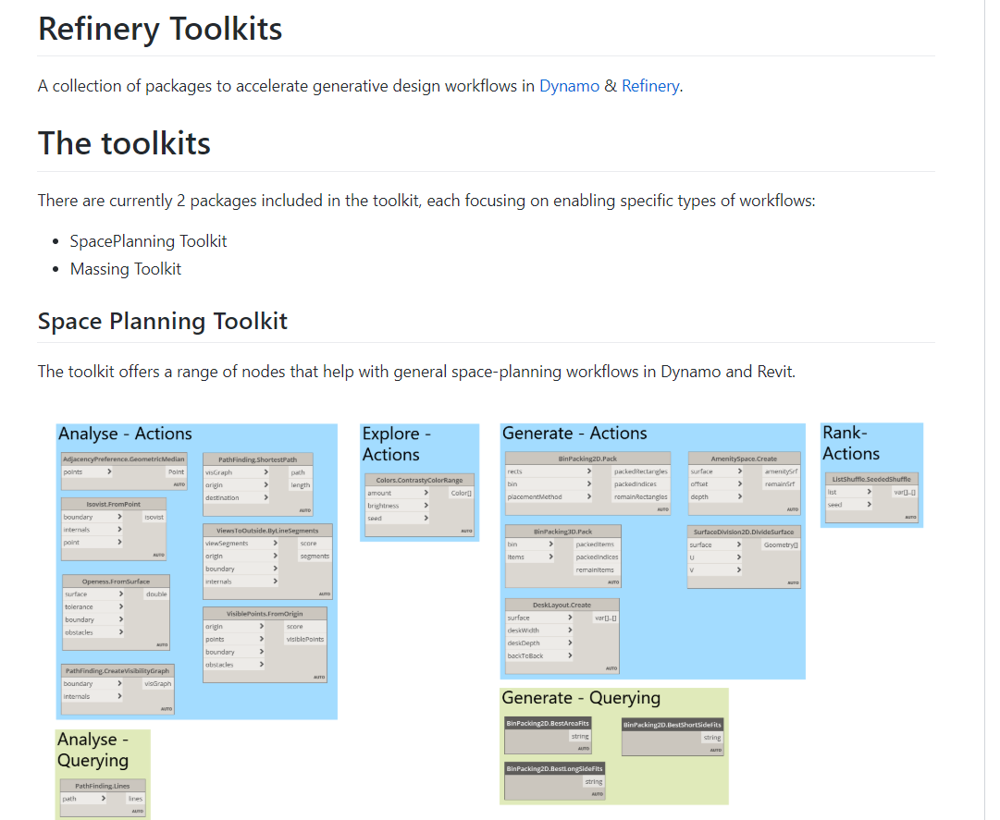 Refinery Toolkits
A collection of packages to accelerate generative design workflows in Dynamo & Refinery.
The toolkits
There are currently 2 packages included in the toolkit, each focusing on enabling specific types of workflows:
• SpacePlanning Toolkit
• Massing Toolkit
Space Planning Toolkit
The toolkit offers a range of nodes that help with general space-planning workflows in Dynamo and Revit.
Analyse - Actions
AdjacencyPreference.GeometricMedian
points > Point
AUTO
Isovist.FromPoint
boundary > isovist
internals >
point >
AUTO
Openess.FromSurface
surface > double
tolerance >
boundary >
obstacles >
AUTO
PathFinding.CreateVisibilityGraph
boundary > visGraph
internals >
AUTO
PathFinding.ShortestPath
visGraph > path
origin > length
destination >
AUTO
ViewsToOutside.ByLineSegments
viewSegments > score
origin > segments
boundary >
internals >
AUTO
VisiblePoints.FromOrigin
origin > score
points > visiblePoints
boundary >
obstacles >
AUTO
Analyse -
Querying
PathFinding.Lines
path > lines
AUTO
Explore -
Actions
Colors.ContrastyColorRange
amount > Color[]
brightness >
seed >
AUTO
Generate - Actions
BinPacking2D.Pack
rects > packedRectangles
bin > packedIndices
placementMethod > remainRectangles
AUTO
BinPacking3D.Pack
bin > packedItems
items > packedIndices
remainItems
AUTO
DeskLayout.Create
surface > var[]..[]
deskWidth >
deskDepth >
backToBack >
AUTO
AmenitySpace.Create
surface > amenitySrf
offset > remainSrf
depth >
AUTO
SurfaceDivision2D.DivideSurface
surface > Geometry[]
U >
V >
AUTO
Generate - Querying
BinPacking2D.BestAreaFits
string
AUTO
BinPacking2D.BestShortSideFits
string
AUTO
BinPacking2D.BestLongSideFits
string
AUTO
Rank-
Actions
ListShuffle.SeededShuffle
list > var[]..[]
seed >
AUTO